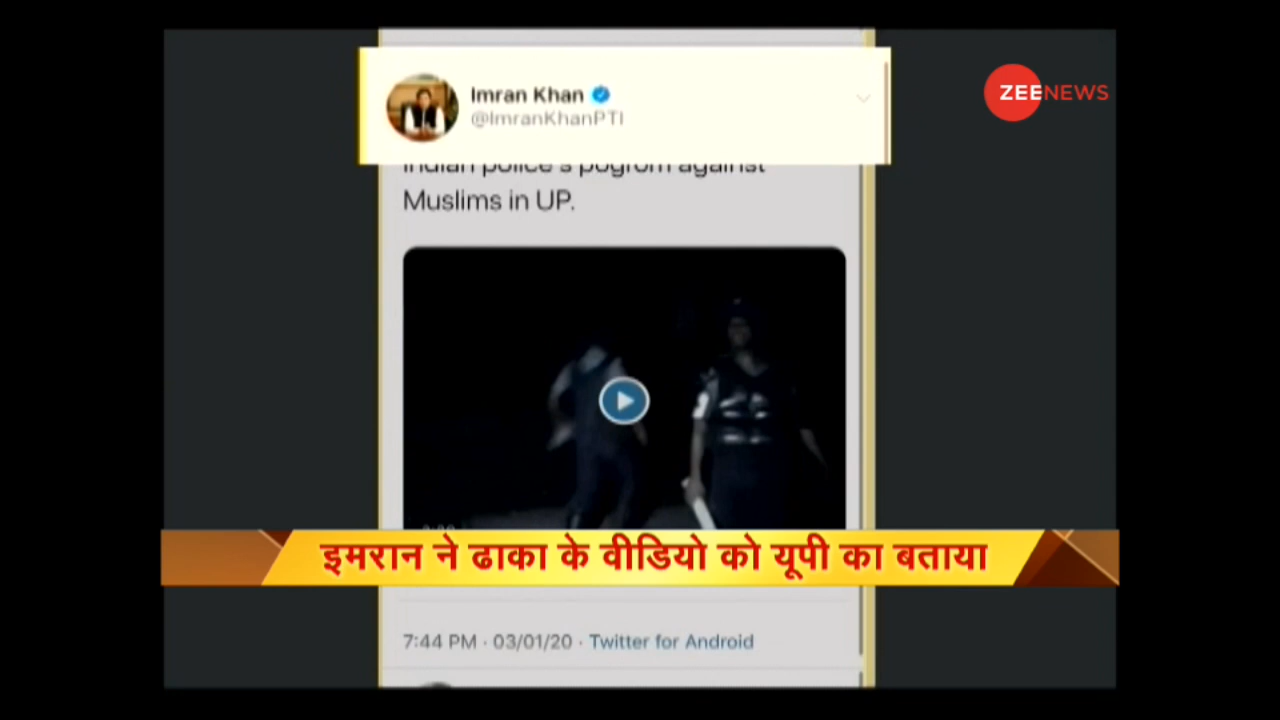 Imran Khan
ZEENEWS
@ImranKhanPTI
Indian police's pogrom against
Muslims in UP.
इमरान ने ढाका के वीडियो को यूपी का बताया
7:44 PM · 03/01/20 · Twitter for Android